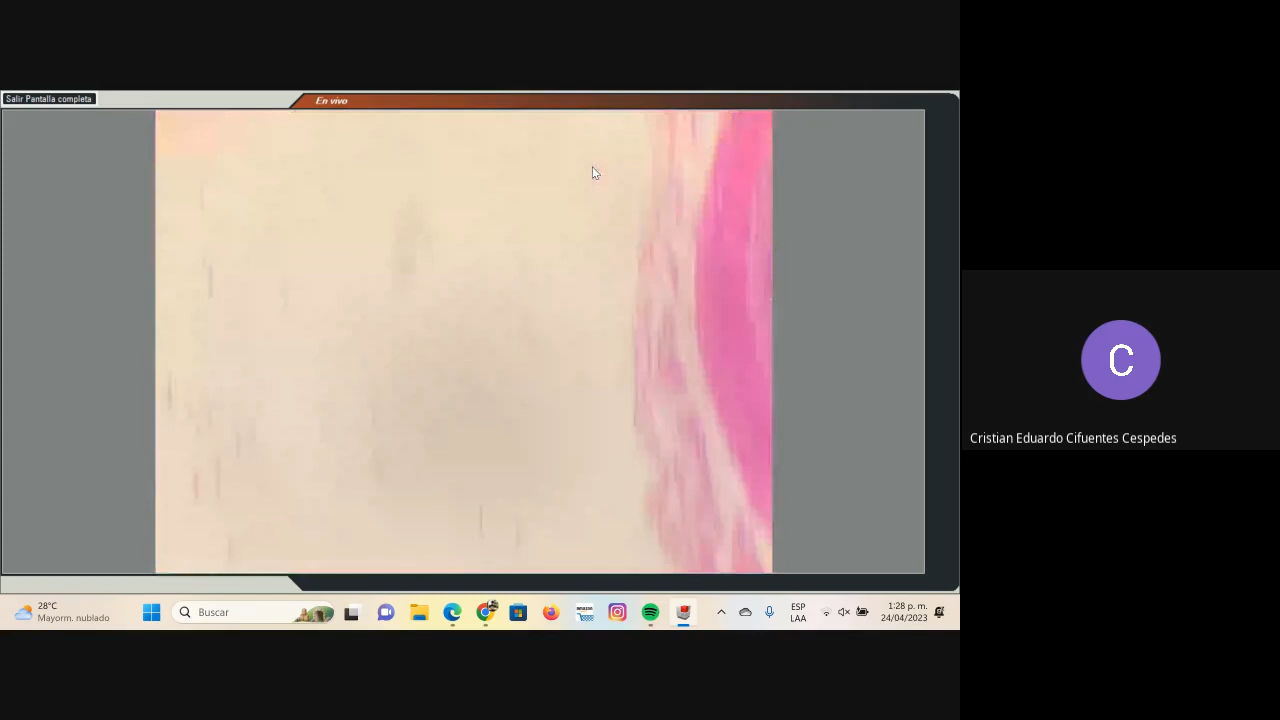 Salir Pantalla completa
En vivo
C
Cristian Eduardo Cifuentes Cespedes
28°C
Mayorm. nublado
Buscar
amazon
ESP
LAA
1:28 p. m.
24/04/2023